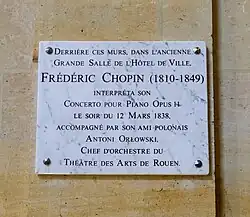 Derrière ces murs, dans l'ancienne
Grande Salle de l'Hôtel de Ville,
Frédéric Chopin (1810-1849)
interpréta son
Concerto pour Piano Opus 11
le soir du 12 Mars 1838,
accompagné par son ami polonais
Antoni Orłowski,
Chef d'orchestre du
Théâtre des Arts de Rouen.